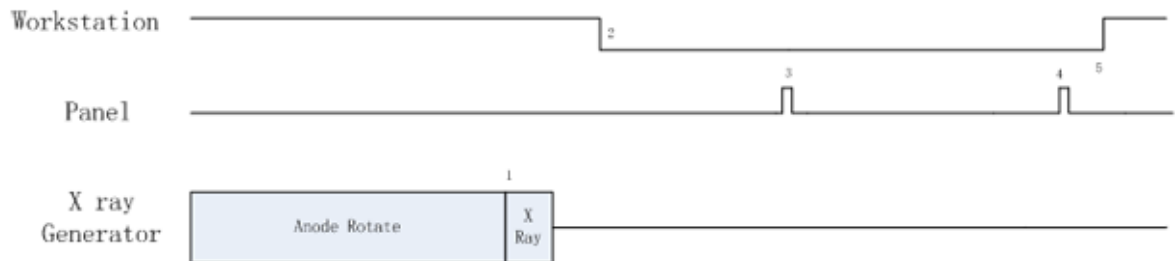 Workstation
2
3
4
5
Panel
1
X ray
Generator
Anode Rotate
X
Ray